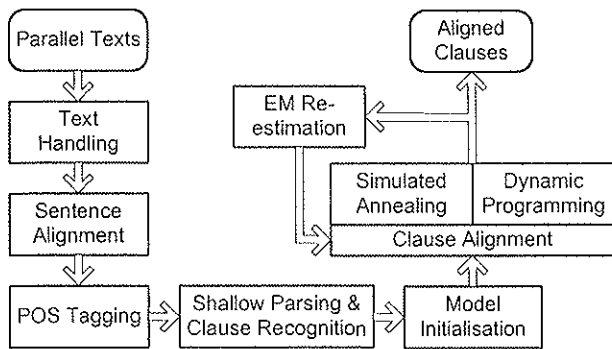 Parallel Texts
Text
Handling
Sentence
Alignment
POS Tagging
Shallow Parsing &
Clause Recognition
Model
Initialisation
Simulated
Annealing
Dynamic
Programming
Clause Alignment
EM Re-
estimation
Aligned
Clauses